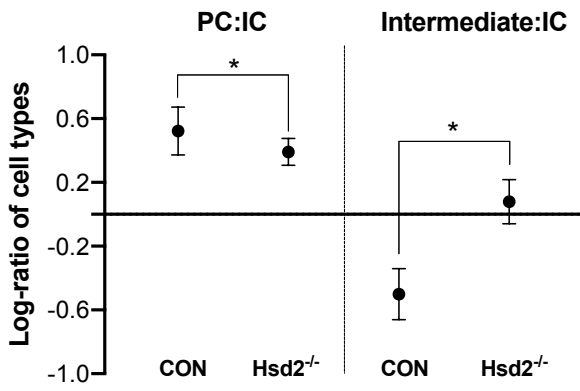 PC:IC Intermediate:IC
Log-ratio of cell types
1.0
0.6
0.2
-0.2
-0.6
-1.0
* *
CON Hsd2-/- CON Hsd2-/-